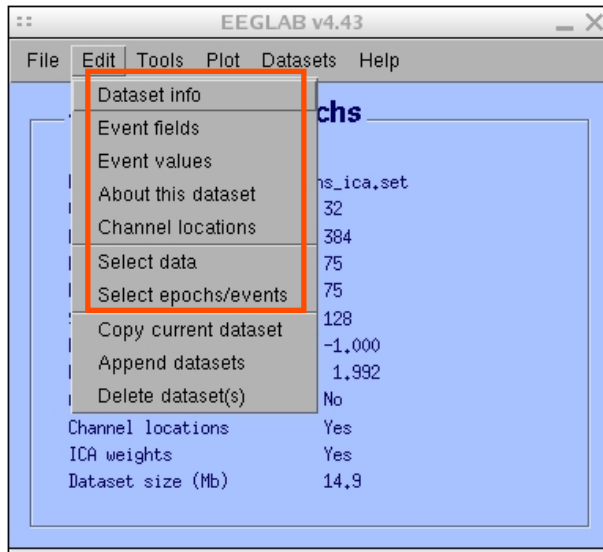 EEGLAB v4.43
File Edit Tools Plot Datasets Help
Dataset info
Event fields
Event values
About this dataset
Channel locations
Select data
Select epochs/events
Copy current dataset
Append datasets
Delete dataset(s)
chs
ns_ica.set
32
384
75
75
128
-1.000
1.992
No
Channel locations Yes
ICA weights Yes
Dataset size (Mb) 14.9